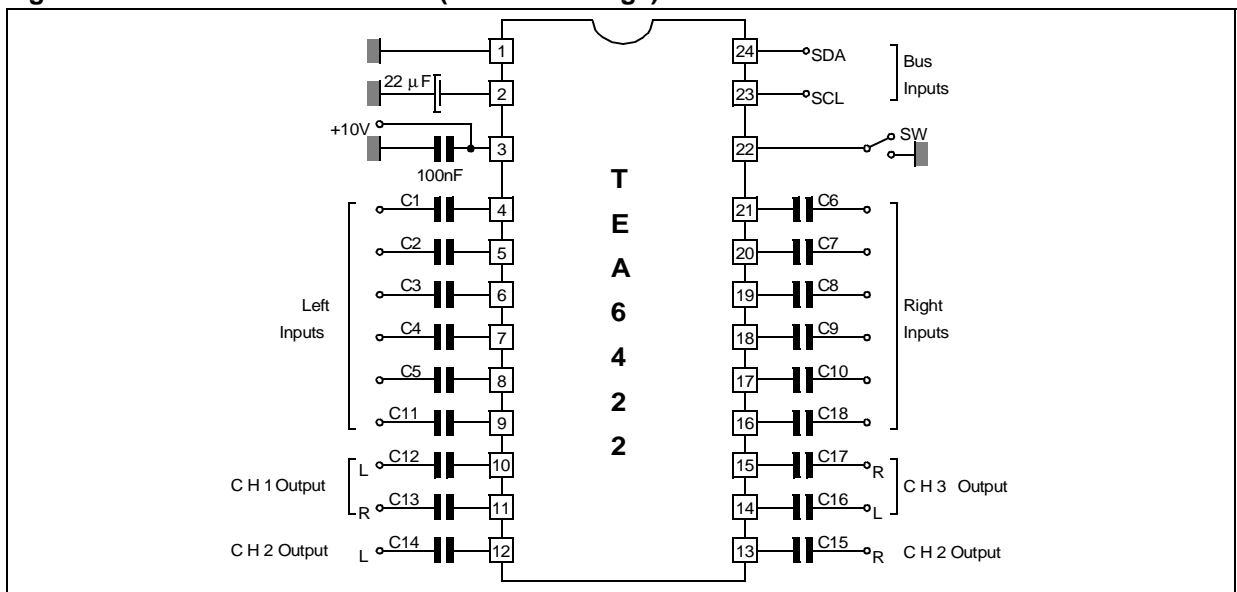 1
22 µF
2
+10V
3
100nF
C1
4
C2
5
C3
6
Left
Inputs
C4
7
C5
8
C11
9
C12
10
L
C H 1 Output
C13
11
R
C14
12
C H 2 Output
L
T
E
A
6
4
2
2
24
SDA
Bus
Inputs
23
SCL
22
SW
21
C6
20
C7
19
C8
Right
Inputs
18
C9
17
C10
16
C18
15
C17
R
C H 3 Output
14
C16
L
13
C15
R
C H 2 Output